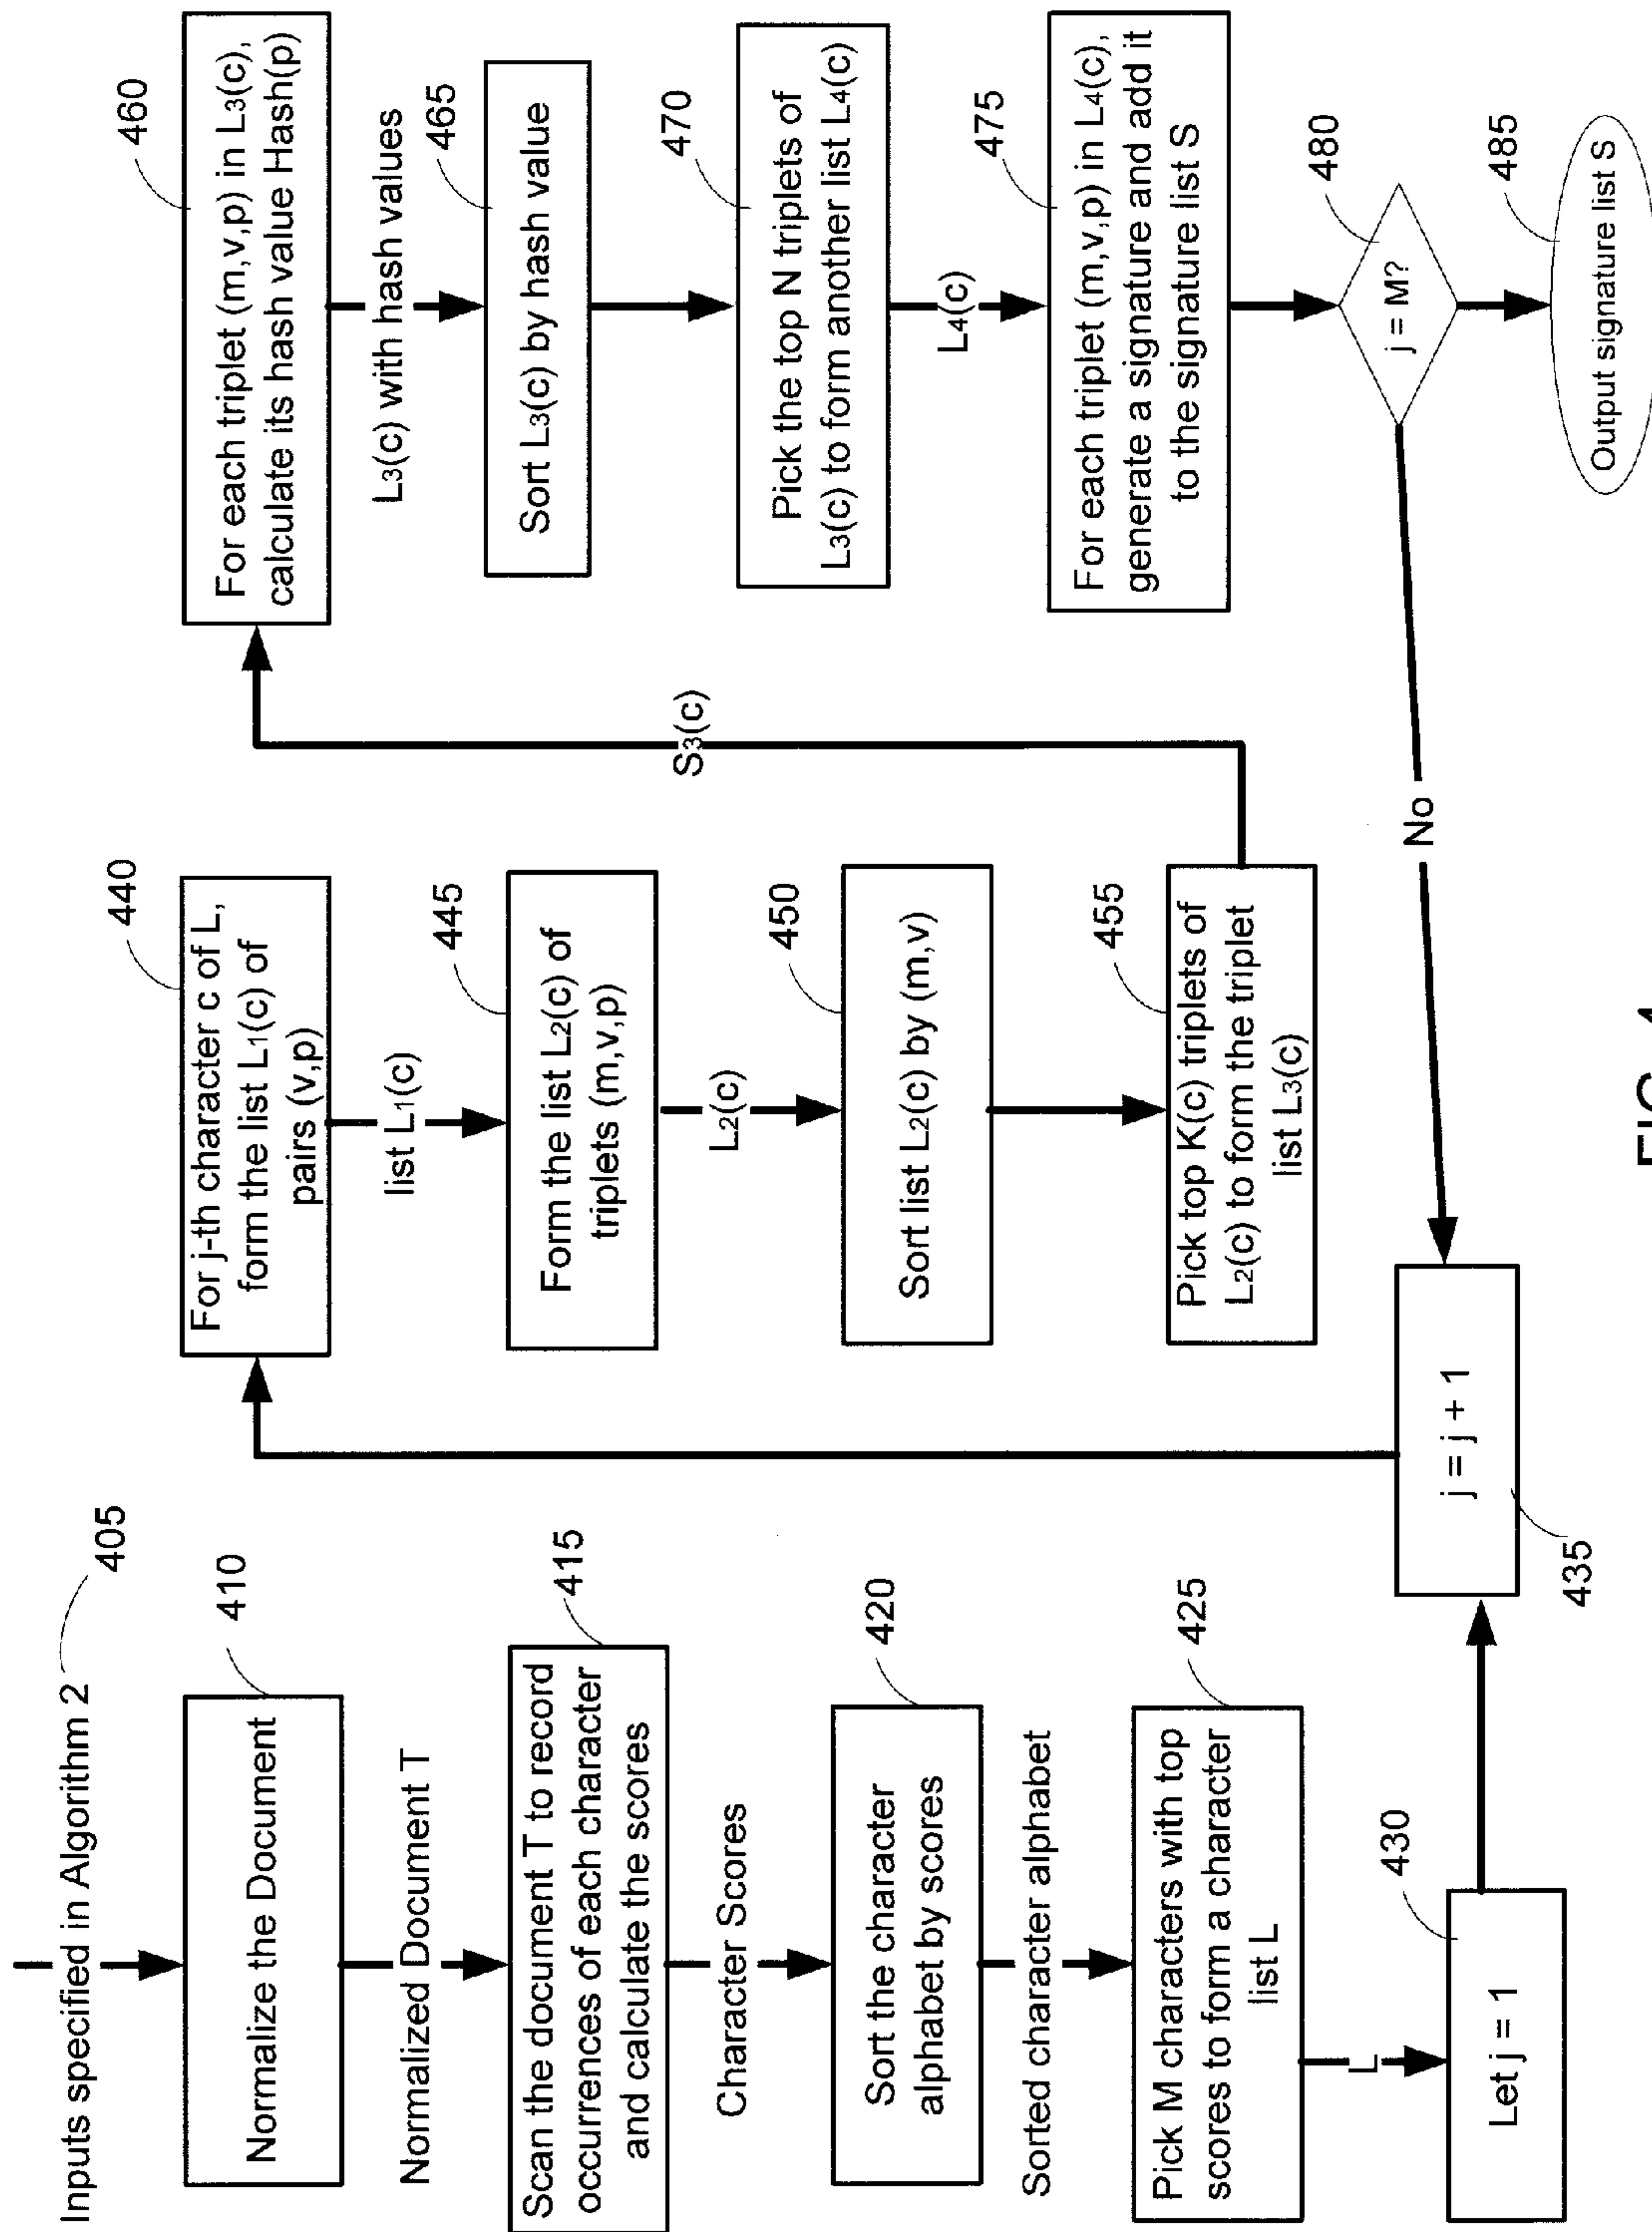 Inputs specified in Algorithm 2
405
410
Normalize the Document
Normalized Document T
415
Scan the document T to record
occurrences of each character
and calculate the scores
Character Scores
420
Sort the character
alphabet by scores
Sorted character alphabet
425
Pick M characters with top
scores to form a character
list L
L
430
Let j = 1
j = j + 1
435
440
For j-th character c of L,
form the list L1(c) of
pairs (v,p)
list L1(c)
445
Form the list L2(c) of
triplets (m,v,p)
L2(c)
450
Sort list L2(c) by (m,v)
455
Pick top K(c) triplets of
L2(c) to form the triplet
list L3(c)
S3(c)
460
For each triplet (m,v,p) in L3(c),
calculate its hash value Hash(p)
L3(c) with hash values
465
Sort L3(c) by hash value
470
Pick the top N triplets of
L3(c) to form another list L4(c)
L4(c)
475
For each triplet (m,v,p) in L4(c),
generate a signature and add it
to the signature list S
480
j = M?
No
485
Output signature list S